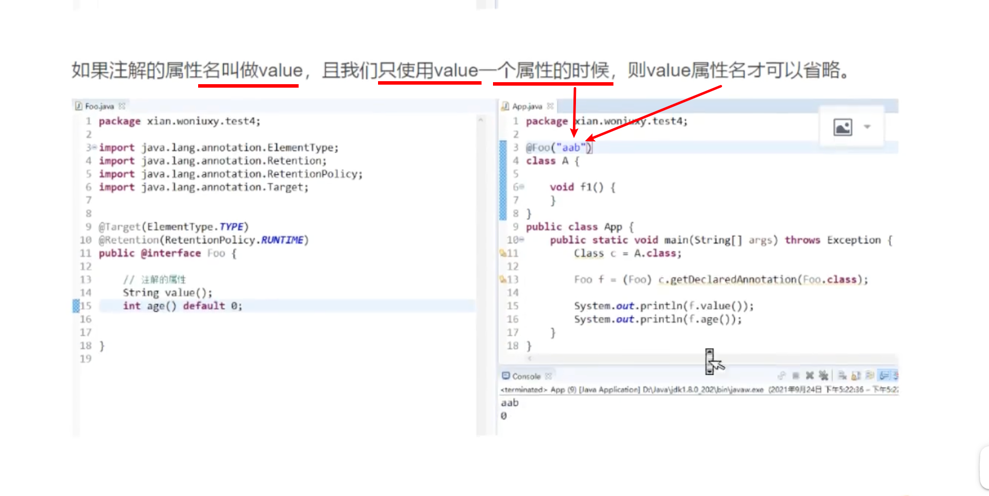 如果注解的属性名叫做value，且我们只使用value一个属性的时候，则value属性名才可以省略。
Foo.java
1 package xian.woniuxy.test4;
2
3 import java.lang.annotation.ElementType;
4 import java.lang.annotation.Retention;
5 import java.lang.annotation.RetentionPolicy;
6 import java.lang.annotation.Target;
7
8
9 @Target(ElementType.TYPE)
10 @Retention(RetentionPolicy.RUNTIME)
11 public @interface Foo {
12
13 // 注解的属性
14 String value();
15 int age() default 0;
16
17
18 }
19
App.java
1 package xian.woniuxy.test4;
2
3 @Foo("aab")
4 class A {
5
6 void f1() {
7 }
8 }
9 public class App {
10 public static void main(String[] args) throws Exception {
11 Class c = A.class;
12
13 Foo f = (Foo) c.getDeclaredAnnotation(Foo.class);
14
15 System.out.println(f.value());
16 System.out.println(f.age());
17 }
18 }
Console
<terminated> App (9) [Java Application] D:\Java\jdk1.8.0_202\bin\javaw.exe (2021年9月24日 下午5:22:36 – 下午5:22
aab
0